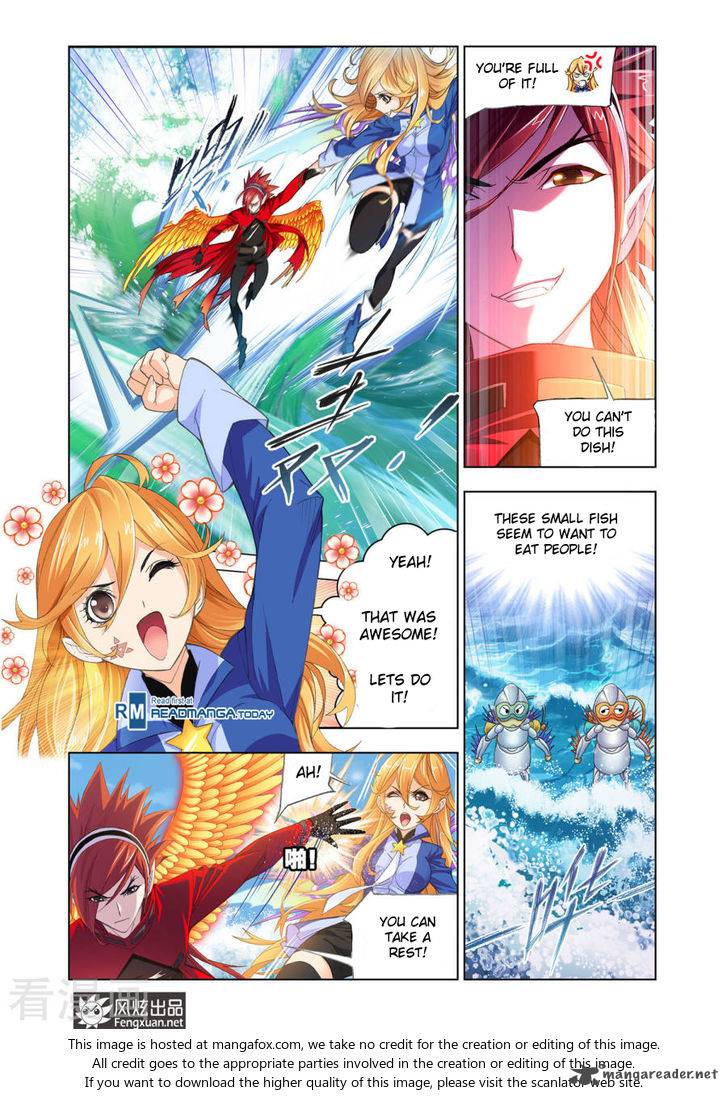 YOU'RE FULL
OF IT!
YOU CAN'T
DO THIS
DISH!
YEAH!
THAT WAS
AWESOME!
LETS DO
IT!
THESE SMALL FISH
SEEM TO WANT TO
EAT PEOPLE!
RM
Read first at
READMANGA.TODAY
AH!
啪!
YOU CAN
TAKE A
REST!
看漫画
风炫出品
Fengxuan.net
This image is hosted at mangafox.com, we take no credit for the creation or editing of this image.
All credit goes to the appropriate parties involved in the creation or editing of this image.
If you want to download the higher quality of this image, please visit the scanlator web site.
mangareader.net